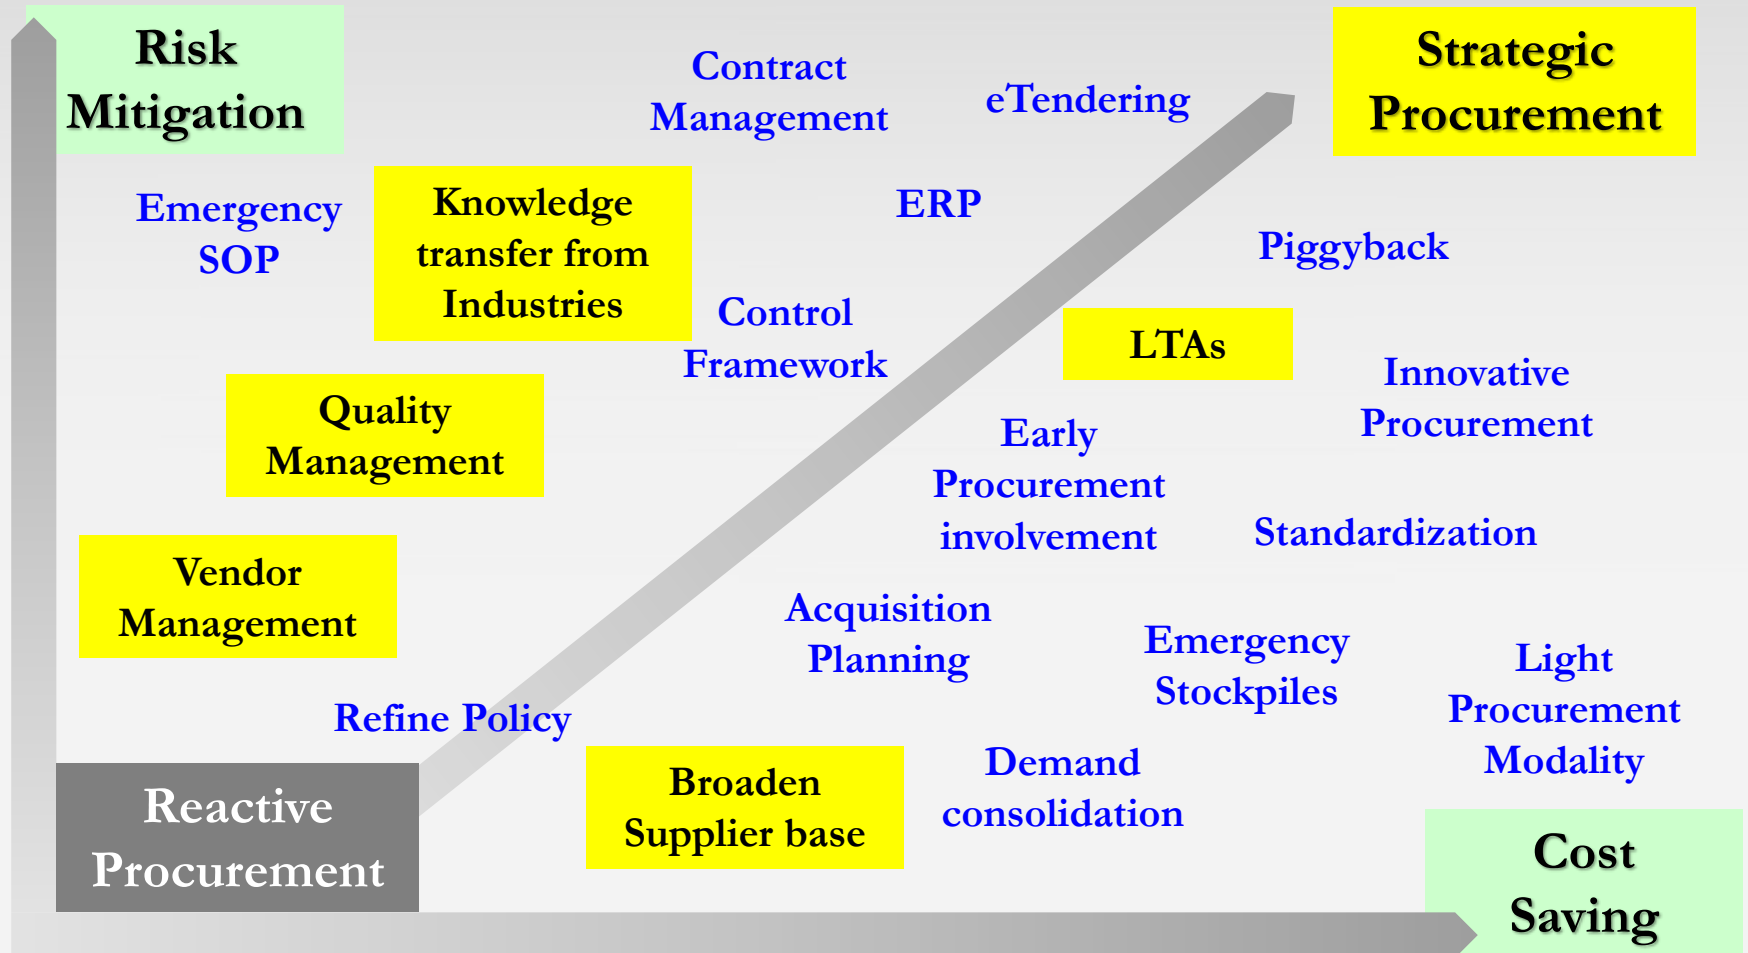 Risk
Mitigation
Contract
Management
eTendering
Strategic
Procurement
Emergency
SOP
Knowledge
transfer from
Industries
ERP
Piggyback
Control
Framework
LTAs
Innovative
Procurement
Quality
Management
Early
Procurement
involvement
Standardization
Vendor
Management
Acquisition
Planning
Emergency
Stockpiles
Light
Procurement
Modality
Refine Policy
Broaden
Supplier base
Demand
consolidation
Reactive
Procurement
Cost
Saving